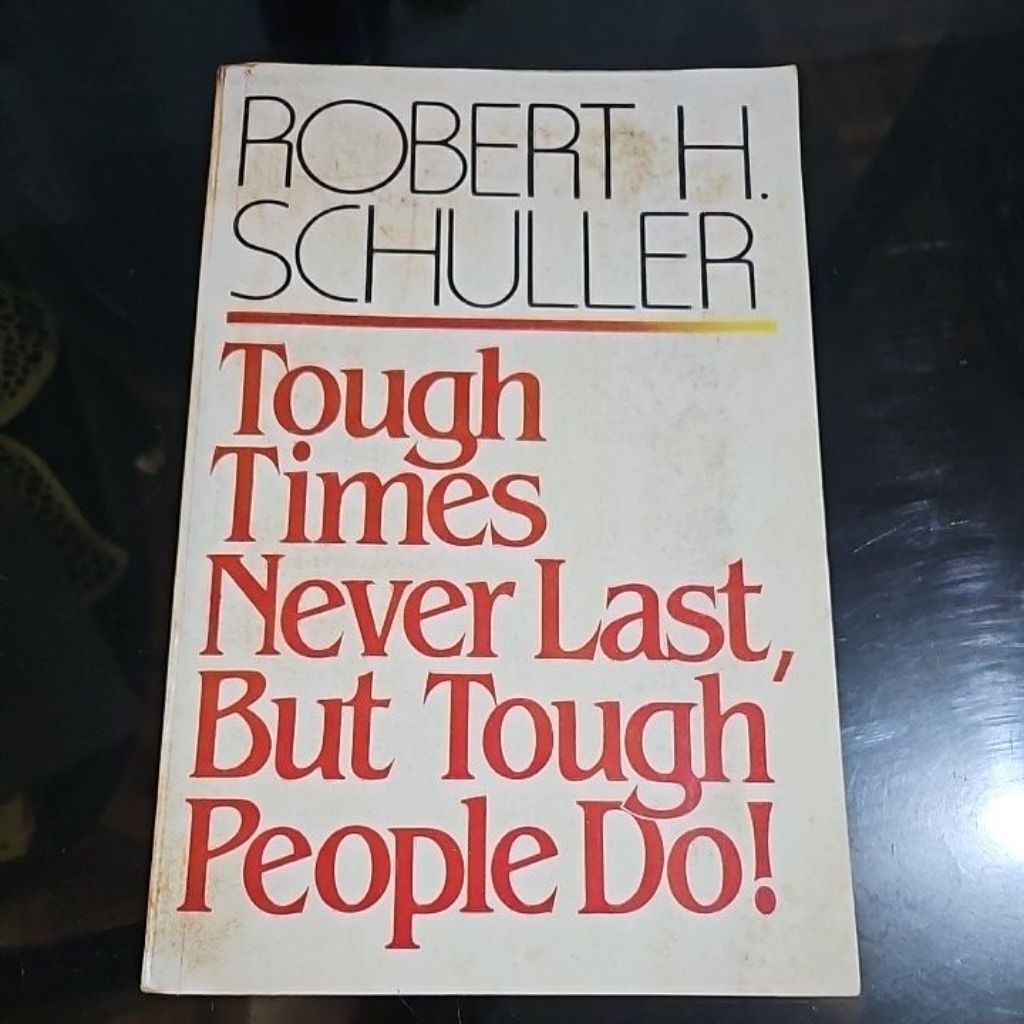 ROBERT H.
SCHULLER
Tough
Times
Never Last,
But Tough
People Do!